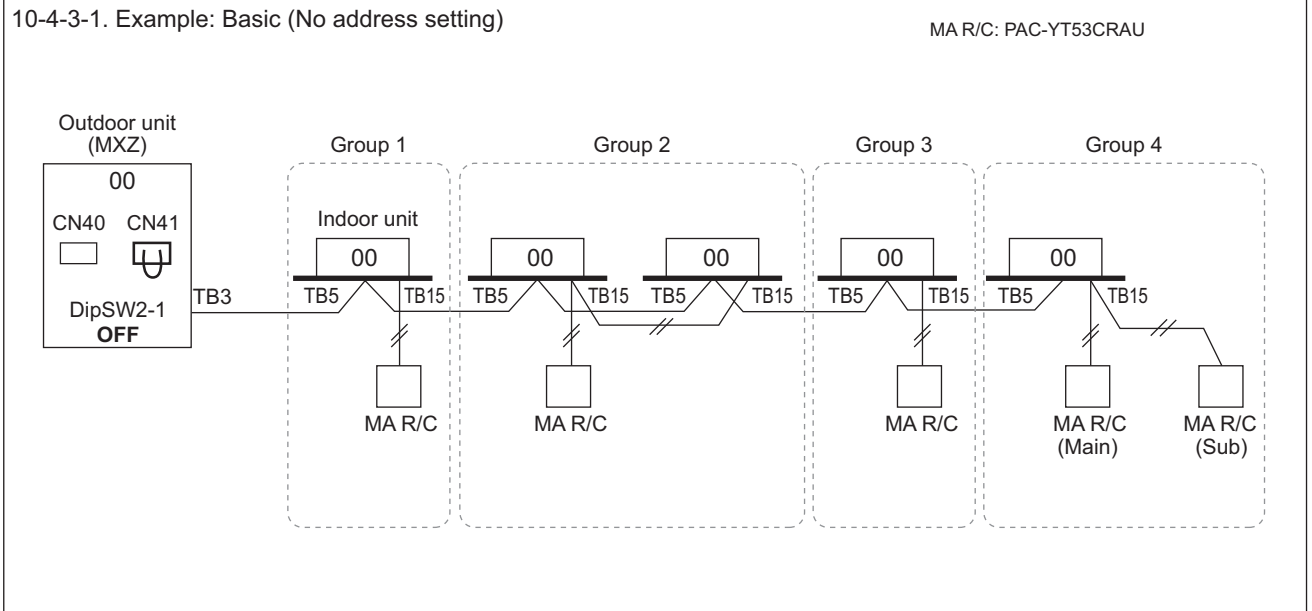 10-4-3-1. Example: Basic (No address setting)
MA R/C: PAC-YT53CRAU
Outdoor unit
(MXZ)
00
CN40 CN41
DipSW2-1
OFF
TB3
Group 1
Indoor unit
00
TB5 TB15
MA R/C
Group 2
00 00
TB5 TB15 TB5 TB15
MA R/C
Group 3
00
TB5 TB15
MA R/C
Group 4
00
TB5 TB15
MA R/C
(Main)
MA R/C
(Sub)